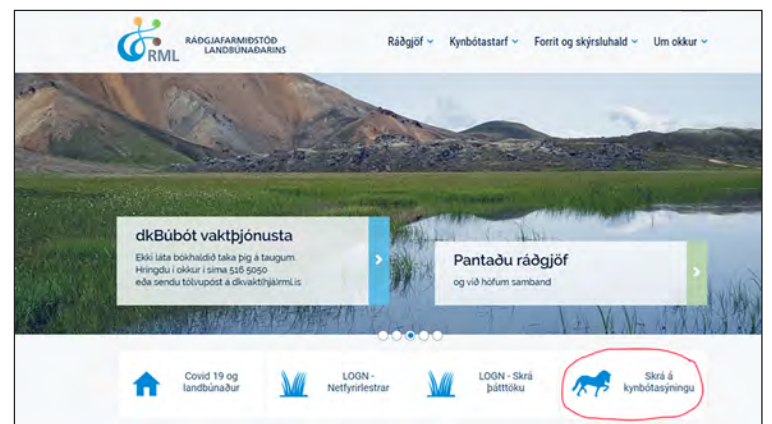 RML
RÁÐGJAFARMIÐSTÖÐ
LANDBÚNAÐARINS
Ráðgjöf
Kynbótastarf
Forrit og skýrsluhald
Um okkur
dkBúbót vaktþjónusta
Ekki láta bókhaldið taka þig á taugum.
Hringdu í okkur í síma 516 5050
eða sendu tölvupóst á dkvakt(hjá)rml.is
Pantaðu ráðgjöf
og við höfum samband
Covid 19 og
landbúnaður
LOGN -
Netfyrirlestrar
LOGN - Skrá
þátttöku
Skrá á
kynbótasýningu